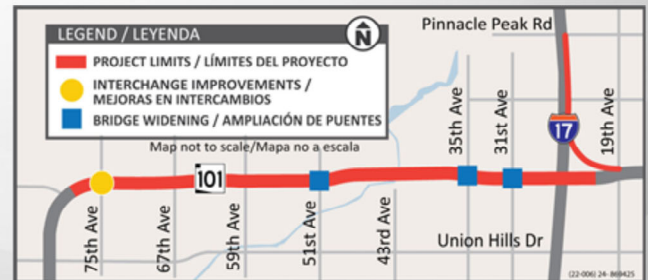 LEGEND / LEYENDA
N
PROJECT LIMITS / LÍMITES DEL PROYECTO
INTERCHANGE IMPROVEMENTS /
MEJORAS EN INTERCAMBIOS
BRIDGE WIDENING / AMPLIACIÓN DE PUENTES
Map not to scale/Mapa no a escala
Pinnacle Peak Rd
35th Ave
31st Ave
17
19th Ave
101
75th Ave
67th Ave
59th Ave
51st Ave
43rd Ave
Union Hills Dr
(22-006) 24- 869425